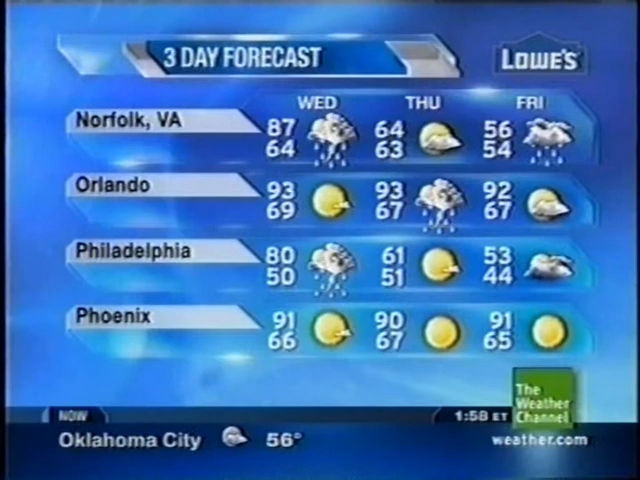 3 DAY FORECAST
LOWE'S
WED THU FRI
Norfolk, VA 87 64 56
64 63 54
Orlando 93 93 92
69 67 67
Philadelphia 80 61 53
50 51 44
Phoenix 91 90 91
66 67 65
The
Weather
Channel
NOW 1:58 ET
Oklahoma City 56° weather.com